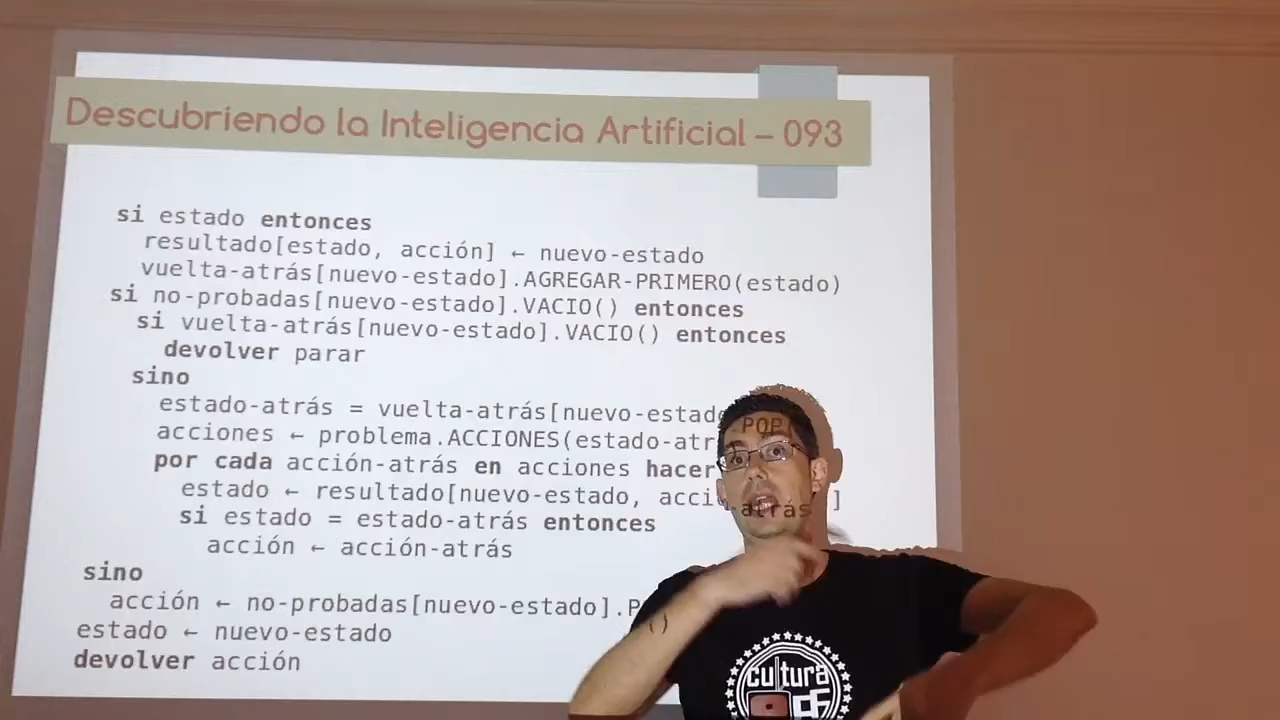 Descubriendo la Inteligencia Artificial – 093
si estado entonces
resultado[estado, acción] ← nuevo-estado
vuelta-atrás[nuevo-estado].AGREGAR-PRIMERO(estado)
si no-probadas[nuevo-estado].VACIO() entonces
si vuelta-atrás[nuevo-estado].VACIO() entonces
devolver parar
sino
estado-atrás = vuelta-atrás[nuevo-estado POP(
acciones ← problema.ACCIONES(estado-atr
por cada acción-atrás en acciones hacer
estado ← resultado[nuevo-estado, acci -atrás ]
si estado = estado-atrás entonces
acción ← acción-atrás
sino
acción ← no-probadas[nuevo-estado].P
estado ← nuevo-estado
devolver acción
cultura